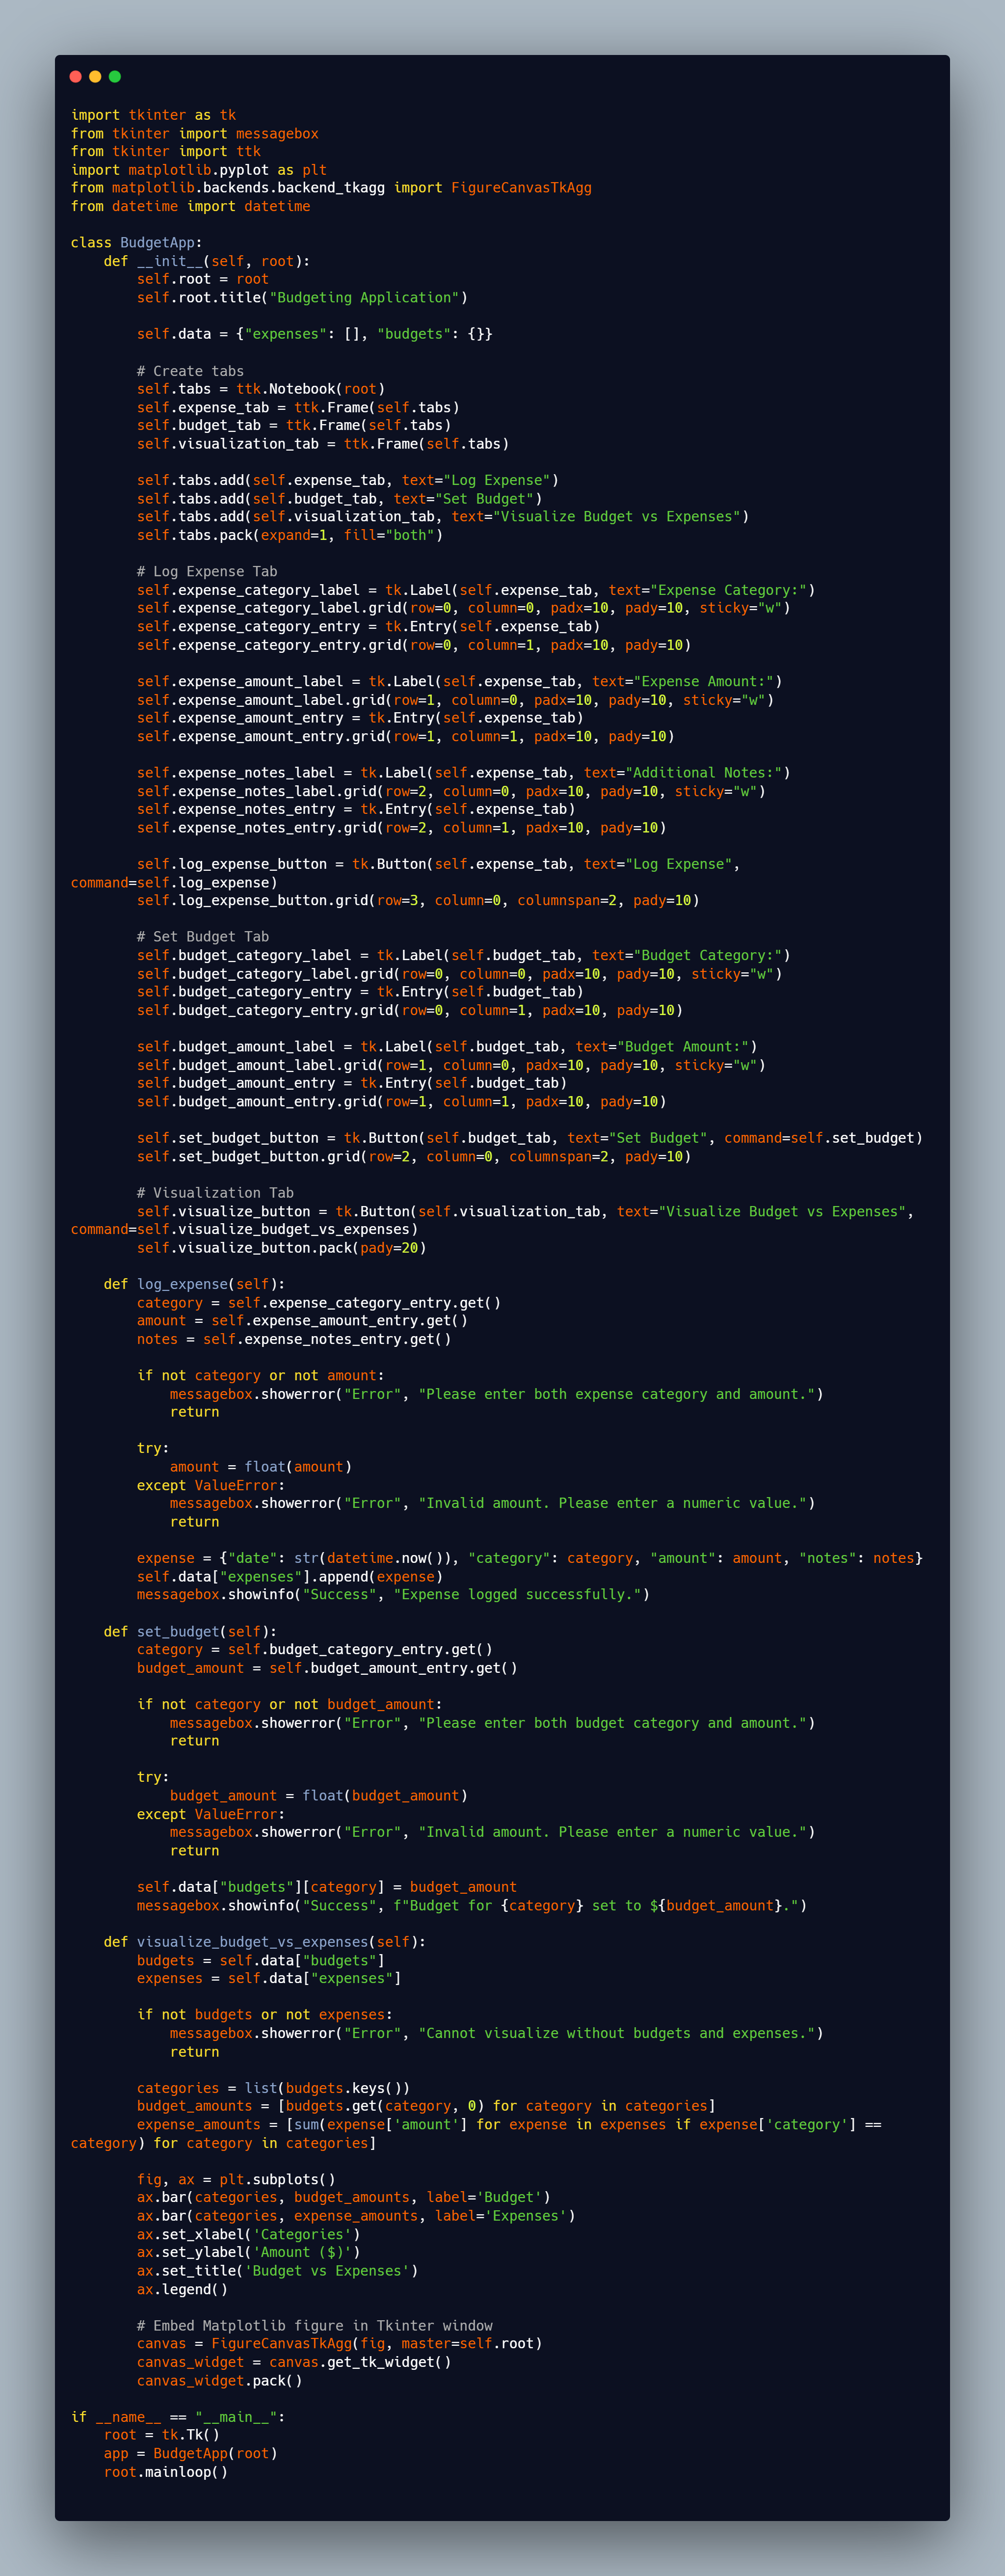 import tkinter as tk
from tkinter import messagebox
from tkinter import ttk
import matplotlib.pyplot as plt
from matplotlib.backends.backend_tkagg import FigureCanvasTkAgg
from datetime import datetime

class BudgetApp:
    def __init__(self, root):
        self.root = root
        self.root.title("Budgeting Application")

        self.data = {"expenses": [], "budgets": {}}

        # Create tabs
        self.tabs = ttk.Notebook(root)
        self.expense_tab = ttk.Frame(self.tabs)
        self.budget_tab = ttk.Frame(self.tabs)
        self.visualization_tab = ttk.Frame(self.tabs)

        self.tabs.add(self.expense_tab, text="Log Expense")
        self.tabs.add(self.budget_tab, text="Set Budget")
        self.tabs.add(self.visualization_tab, text="Visualize Budget vs Expenses")
        self.tabs.pack(expand=1, fill="both")

        # Log Expense Tab
        self.expense_category_label = tk.Label(self.expense_tab, text="Expense Category:")
        self.expense_category_label.grid(row=0, column=0, padx=10, pady=10, sticky="w")
        self.expense_category_entry = tk.Entry(self.expense_tab)
        self.expense_category_entry.grid(row=0, column=1, padx=10, pady=10)

        self.expense_amount_label = tk.Label(self.expense_tab, text="Expense Amount:")
        self.expense_amount_label.grid(row=1, column=0, padx=10, pady=10, sticky="w")
        self.expense_amount_entry = tk.Entry(self.expense_tab)
        self.expense_amount_entry.grid(row=1, column=1, padx=10, pady=10)

        self.expense_notes_label = tk.Label(self.expense_tab, text="Additional Notes:")
        self.expense_notes_label.grid(row=2, column=0, padx=10, pady=10, sticky="w")
        self.expense_notes_entry = tk.Entry(self.expense_tab)
        self.expense_notes_entry.grid(row=2, column=1, padx=10, pady=10)

        self.log_expense_button = tk.Button(self.expense_tab, text="Log Expense",
command=self.log_expense)
        self.log_expense_button.grid(row=3, column=0, columnspan=2, pady=10)

        # Set Budget Tab
        self.budget_category_label = tk.Label(self.budget_tab, text="Budget Category:")
        self.budget_category_label.grid(row=0, column=0, padx=10, pady=10, sticky="w")
        self.budget_category_entry = tk.Entry(self.budget_tab)
        self.budget_category_entry.grid(row=0, column=1, padx=10, pady=10)

        self.budget_amount_label = tk.Label(self.budget_tab, text="Budget Amount:")
        self.budget_amount_label.grid(row=1, column=0, padx=10, pady=10, sticky="w")
        self.budget_amount_entry = tk.Entry(self.budget_tab)
        self.budget_amount_entry.grid(row=1, column=1, padx=10, pady=10)

        self.set_budget_button = tk.Button(self.budget_tab, text="Set Budget", command=self.set_budget)
        self.set_budget_button.grid(row=2, column=0, columnspan=2, pady=10)

        # Visualization Tab
        self.visualize_button = tk.Button(self.visualization_tab, text="Visualize Budget vs Expenses",
command=self.visualize_budget_vs_expenses)
        self.visualize_button.pack(pady=20)

    def log_expense(self):
        category = self.expense_category_entry.get()
        amount = self.expense_amount_entry.get()
        notes = self.expense_notes_entry.get()

        if not category or not amount:
            messagebox.showerror("Error", "Please enter both expense category and amount.")
            return

        try:
            amount = float(amount)
        except ValueError:
            messagebox.showerror("Error", "Invalid amount. Please enter a numeric value.")
            return

        expense = {"date": str(datetime.now()), "category": category, "amount": amount, "notes": notes}
        self.data["expenses"].append(expense)
        messagebox.showinfo("Success", "Expense logged successfully.")

    def set_budget(self):
        category = self.budget_category_entry.get()
        budget_amount = self.budget_amount_entry.get()

        if not category or not budget_amount:
            messagebox.showerror("Error", "Please enter both budget category and amount.")
            return

        try:
            budget_amount = float(budget_amount)
        except ValueError:
            messagebox.showerror("Error", "Invalid amount. Please enter a numeric value.")
            return

        self.data["budgets"][category] = budget_amount
        messagebox.showinfo("Success", f"Budget for {category} set to ${budget_amount}.")

    def visualize_budget_vs_expenses(self):
        budgets = self.data["budgets"]
        expenses = self.data["expenses"]

        if not budgets or not expenses:
            messagebox.showerror("Error", "Cannot visualize without budgets and expenses.")
            return

        categories = list(budgets.keys())
        budget_amounts = [budgets.get(category, 0) for category in categories]
        expense_amounts = [sum(expense['amount'] for expense in expenses if expense['category'] ==
category) for category in categories]

        fig, ax = plt.subplots()
        ax.bar(categories, budget_amounts, label='Budget')
        ax.bar(categories, expense_amounts, label='Expenses')
        ax.set_xlabel('Categories')
        ax.set_ylabel('Amount ($)')
        ax.set_title('Budget vs Expenses')
        ax.legend()

        # Embed Matplotlib figure in Tkinter window
        canvas = FigureCanvasTkAgg(fig, master=self.root)
        canvas_widget = canvas.get_tk_widget()
        canvas_widget.pack()

if __name__ == "__main__":
    root = tk.Tk()
    app = BudgetApp(root)
    root.mainloop()